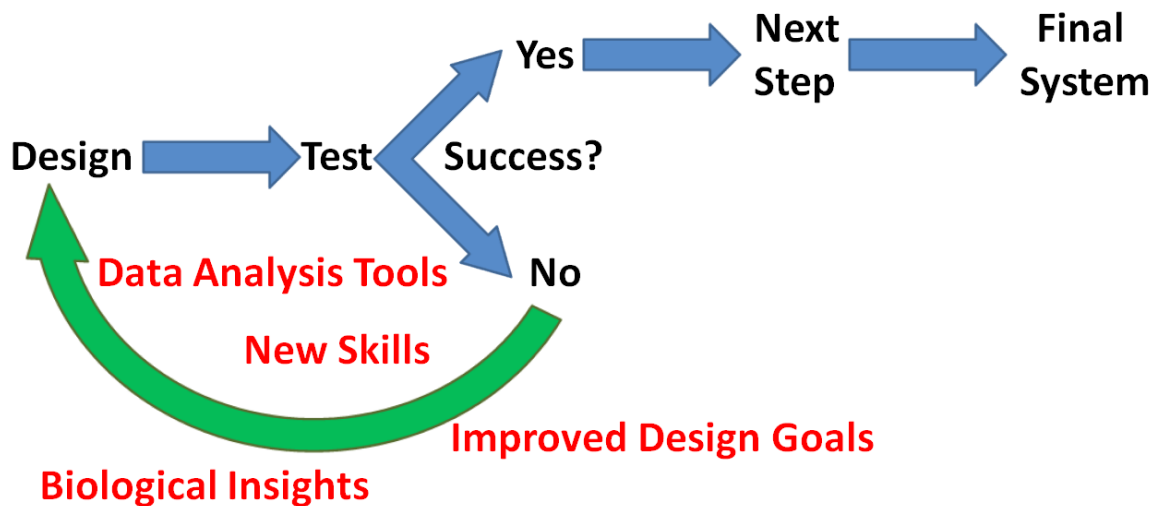 Yes
Next
Step
Final
System
Design
Test
Success?
Data Analysis Tools
No
New Skills
Improved Design Goals
Biological Insights